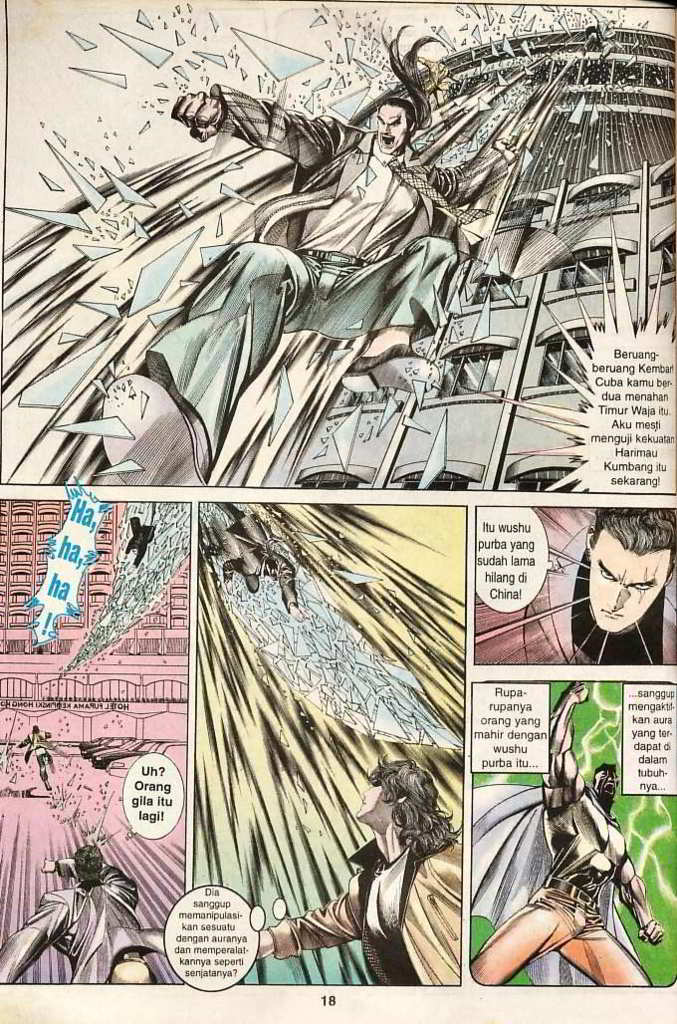 Beruang-
beruang Kembar
Cuba kamu ber-
dua menahan
Timur Waja itu.
Aku mesti
menguji kekuatan
Harimau
Kumbang itu
sekarang!
Ha,
ha,
ha
!
Uh?
Orang
gila itu
lagi!
Dia
sanggup
memanipulasi-
kan sesuatu
dengan auranya
dan memperalat-
kannya seperti
senjatanya?
Itu wushu
purba yang
sudah lama
hilang di
China!
Rupa-
rupanya
orang yang
mahir dengan
wushu
purba itu...
...sanggup
mengaktif-
kan aura
yang ter-
dapat di
dalam
tubuh-
nya...
18